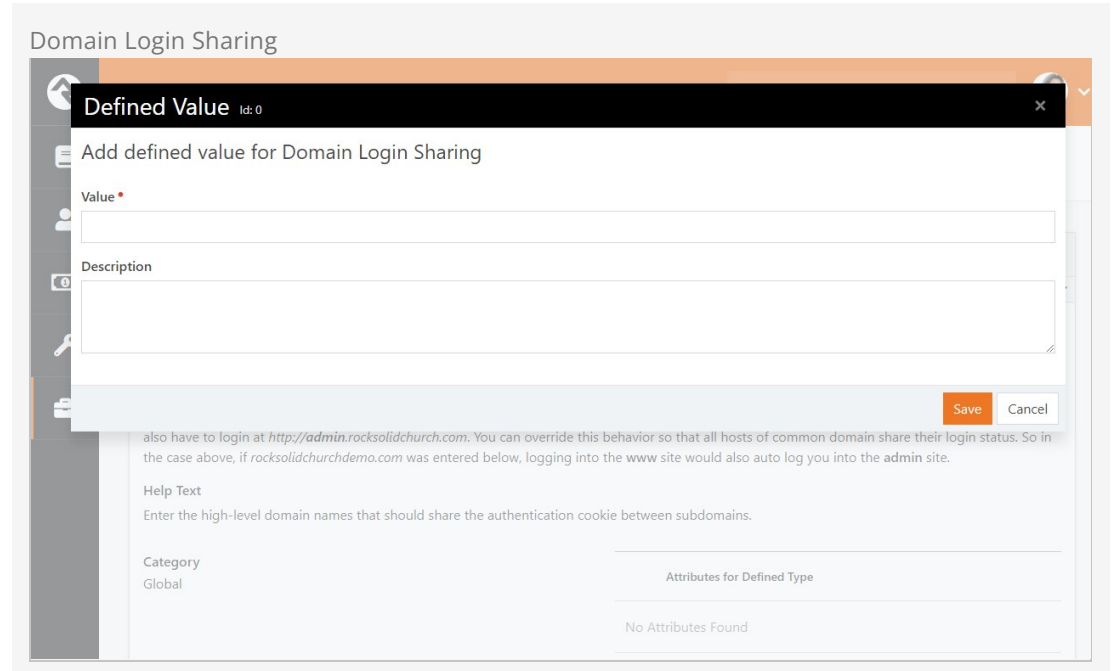 Domain Login Sharing
Defined Value Id: 0 ×
Add defined value for Domain Login Sharing
Value
Description
Save Cancel
also have to login at http://admin.rocksolidchurch.com. You can override this behavior so that all hosts of common domain share their login status. So in
the case above, if rocksolidchurchdemo.com was entered below, logging into the www site would also auto log you into the admin site.
Help Text
Enter the high-level domain names that should share the authentication cookie between subdomains.
Category
Global
Attributes for Defined Type
No Attributes Found